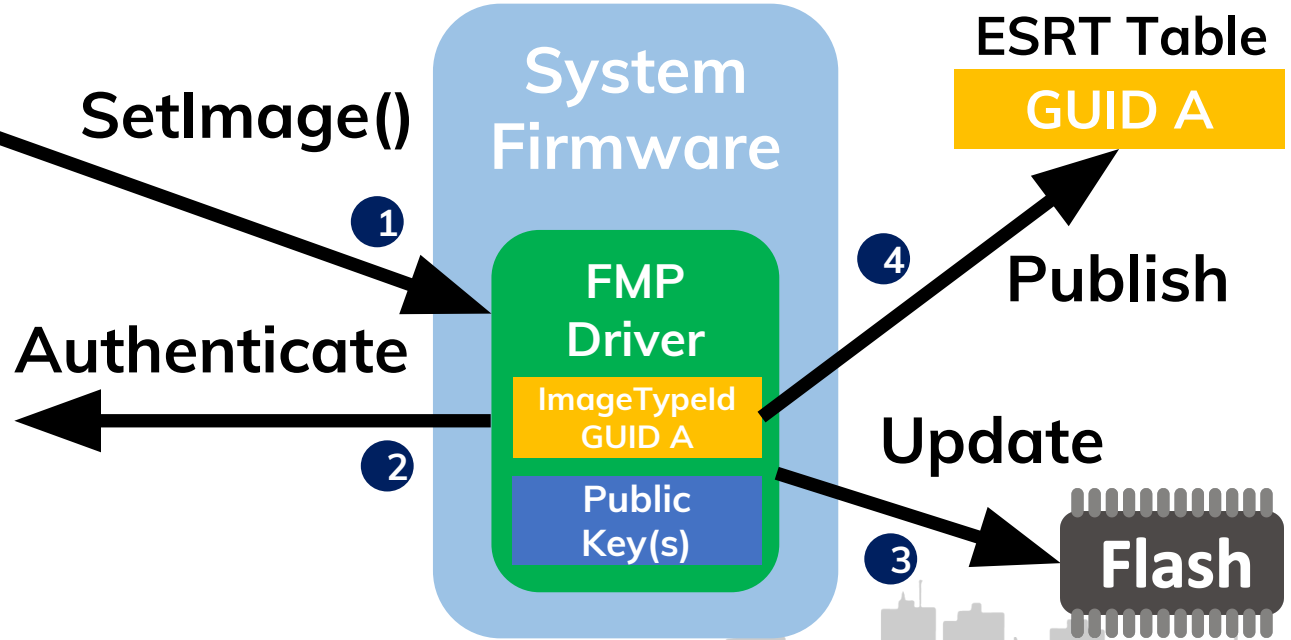 System
Firmware
ESRT Table
GUID A
SetImage()
1
FMP
Driver
4
Publish
Authenticate
ImageTypeId
GUID A
2
Public
Key(s)
Update
3
Flash